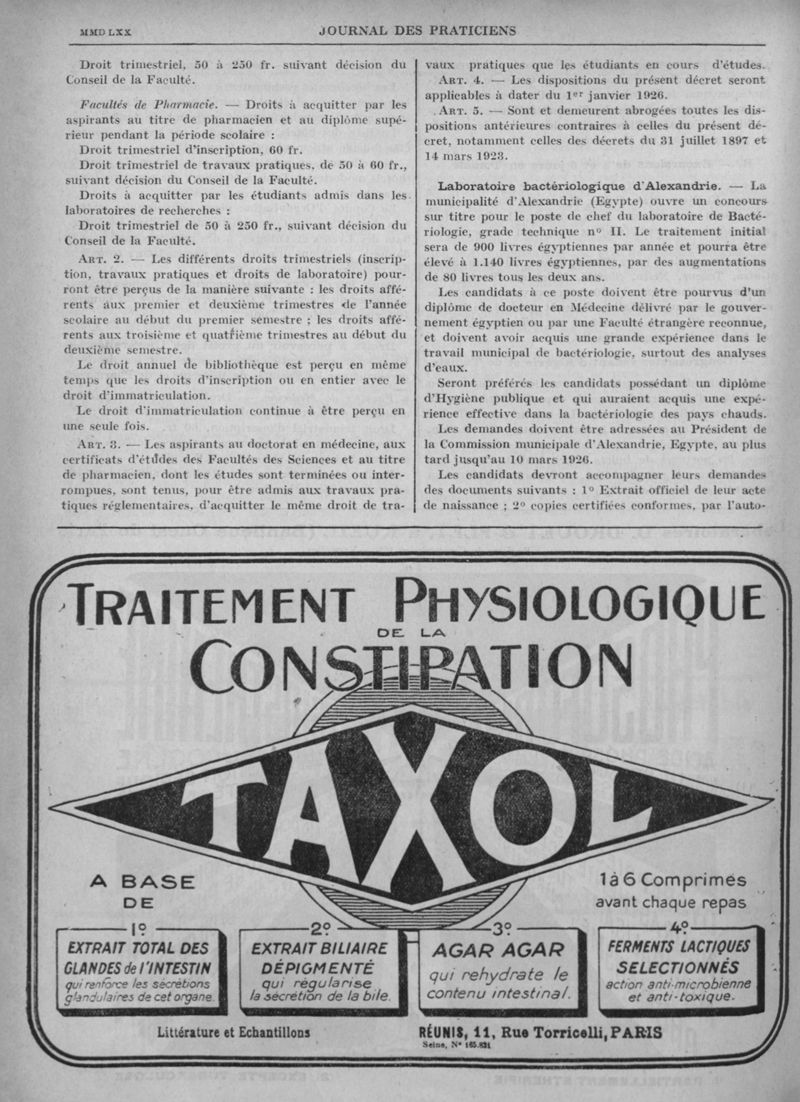 MMDLXX
JOURNAL DES PRATICIENS
Droit trimestriel, 50 à 250 fr. suivant décision du
Conseil de la Faculté.
Facultés de Pharmacie. — Droits à acquitter par les
aspirants au titre de pharmacien et au diplôme supé-
rieur pendant la période scolaire :
Droit trimestriel d'inscription, 60 fr.
Droit trimestriel de travaux pratiques, de 50 à 60 fr.,
suivant décision du Conseil de la Faculté.
Droits à acquitter par les étudiants admis dans les
laboratoires de recherches :
Droit trimestriel de 50 à 250 fr., suivant décision du
Conseil de la Faculté.
ART. 2. — Les différents droits trimestriels (inscrip-
tion, travaux pratiques et droits de laboratoire) pour-
ront être perçus de la manière suivante : les droits affé-
rents aux premier et deuxième trimestres de l'année
scolaire au début du premier semestre ; les droits affé-
rents aux troisième et quatrième trimestres au début du
deuxième semestre.
Le droit annuel de bibliothèque est perçu en même
temps que les droits d'inscription ou en entier avec le
droit d'immatriculation.
Le droit d'immatriculation continue à être perçu en
une seule fois.
ART. 3. — Les aspirants au doctorat en médecine, aux
certificats d'études des Facultés des Sciences et au titre
de pharmacien, dont les études sont terminées ou inter-
rompues, sont tenus, pour être admis aux travaux pra-
tiques réglementaires, d'acquitter le même droit de tra-
vaux pratiques que les étudiants en cours d'études.
ART. 4. — Les dispositions du présent décret seront
applicables à dater du 1er janvier 1926.
ART. 5. — Sont et demeurent abrogées toutes les dis-
positions antérieures contraires à celles du présent dé-
cret, notamment celles des décrets du 31 juillet 1897 et
14 mars 1923.
Laboratoire bactériologique d'Alexandrie. — La
municipalité d'Alexandrie (Egypte) ouvre un concours
sur titre pour le poste de chef du laboratoire de Bacté-
riologie, grade technique n° II. Le traitement initial
sera de 900 livres égyptiennes par année et pourra être
élevé à 1.140 livres égyptiennes, par des augmentations
de 80 livres tous les deux ans.
Les candidats à ce poste doivent être pourvus d'un
diplôme de docteur en Médecine délivré par le gouver-
nement égyptien ou par une Faculté étrangère reconnue,
et doivent avoir acquis une grande expérience dans le
travail municipal de bactériologie, surtout des analyses
d'eaux.
Seront préférés les candidats possédant un diplôme
d'Hygiène publique et qui auraient acquis une expé-
rience effective dans la bactériologie des pays chauds.
Les demandes doivent être adressées au Président de
la Commission municipale d'Alexandrie, Egypte, au plus
tard jusqu'au 10 mars 1926.
Les candidats devront accompagner leurs demandes
des documents suivants : 1° Extrait officiel de leur acte
de naissance ; 2° copies certifiées conformes, par l'auto-
TRAITEMENT PHYSIOLOGIQUE
DE LA
CONSTIPATION
TAXOL
A BASE
DE
1à 6 Comprimés
avant chaque repas
1°
EXTRAIT TOTAL DES
GLANDES de l'INTESTIN
qui renforce les sécrétions
glandulaires de cet organe.
2°
EXTRAIT BILIAIRE
DÉPIGMENTÉ
qui régularise
la sécrétion de la bile.
3°
AGAR AGAR
qui rehydrate le
contenu intestinal.
4°
FERMENTS LACTIQUES
SELECTIONNÉS
action anti-microbienne
et anti-toxique.
Littérature et Echantillons
RÉUNIS, 11, Rue Torricelli, PARIS
Seine, N° 165.831